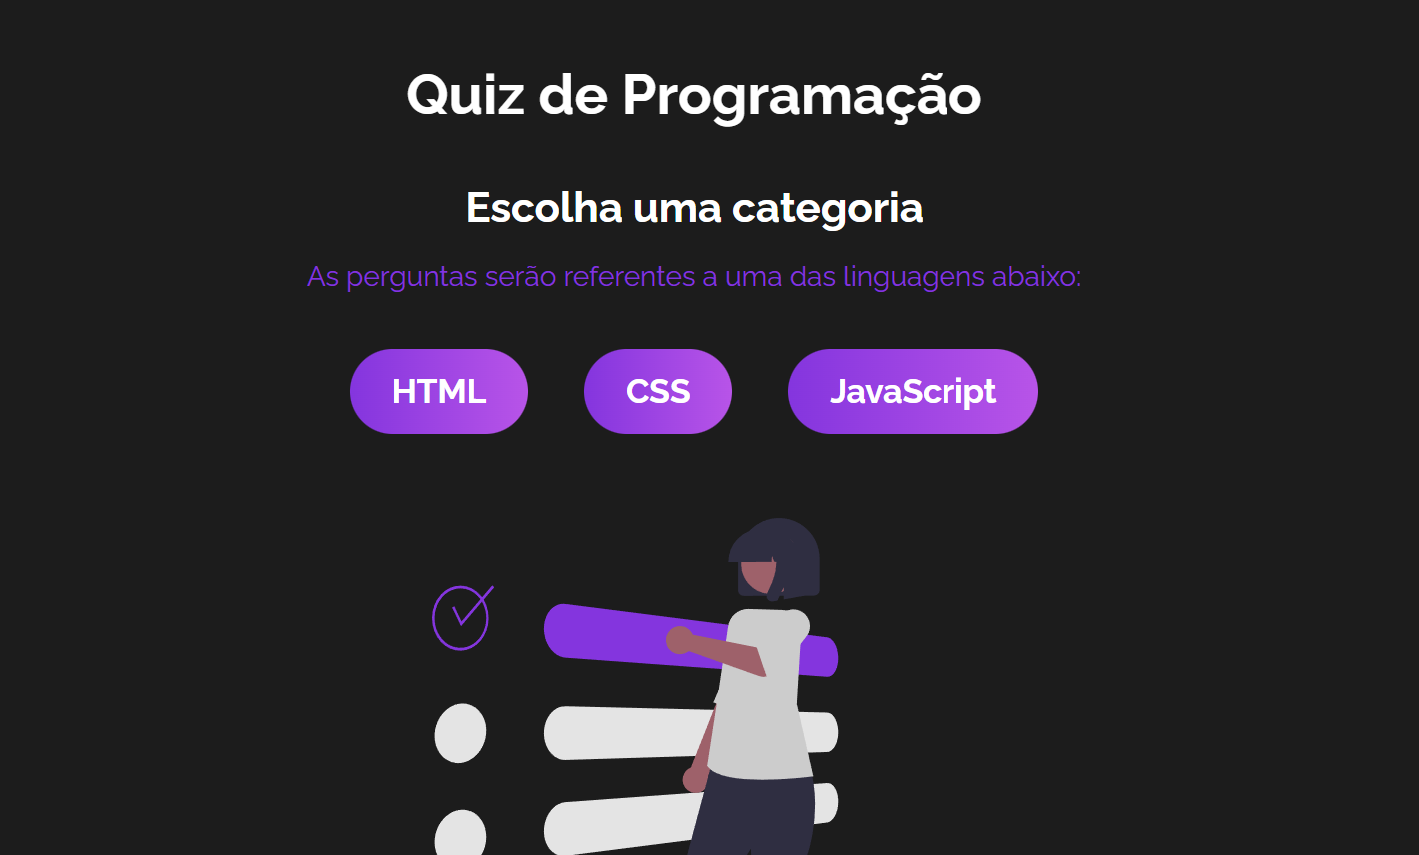 Quiz de Programação
Escolha uma categoria
As perguntas serão referentes a uma das linguagens abaixo:
HTML
CSS
JavaScript